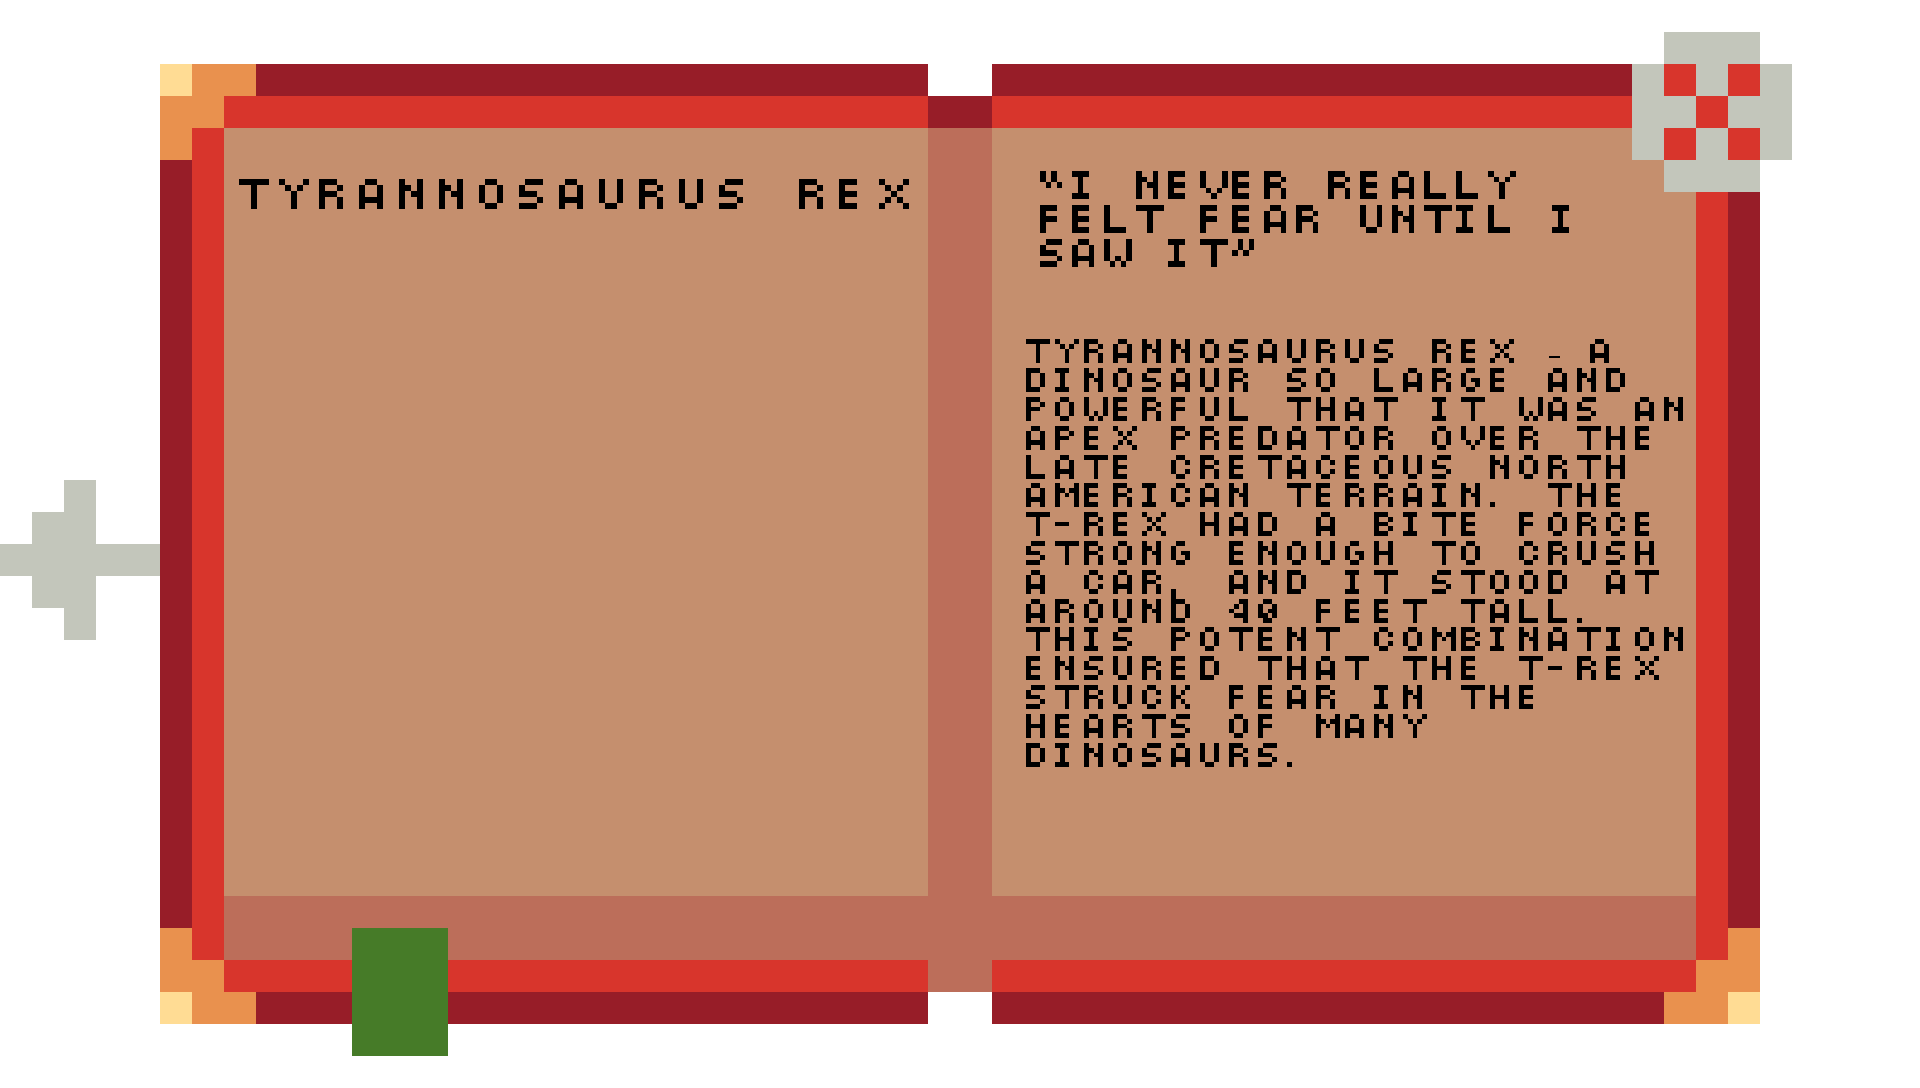 TYRANNOSAURUS REX
"I NEVER REALLY
FELT FEAR UNTIL I
SAW IT"
TYRANNOSAURUS REX - A
DINOSAUR SO LARGE AND
POWERFUL THAT IT WAS AN
APEX PREDATOR OVER THE
LATE CRETACEOUS NORTH
AMERICAN TERRAIN. THE
T-REX HAD A BITE FORCE
STRONG ENOUGH TO CRUSH
A CAR, AND IT STOOD AT
AROUND 40 FEET TALL.
THIS POTENT COMBINATION
ENSURED THAT THE T-REX
STRUCK FEAR IN THE
HEARTS OF MANY
DINOSAURS.